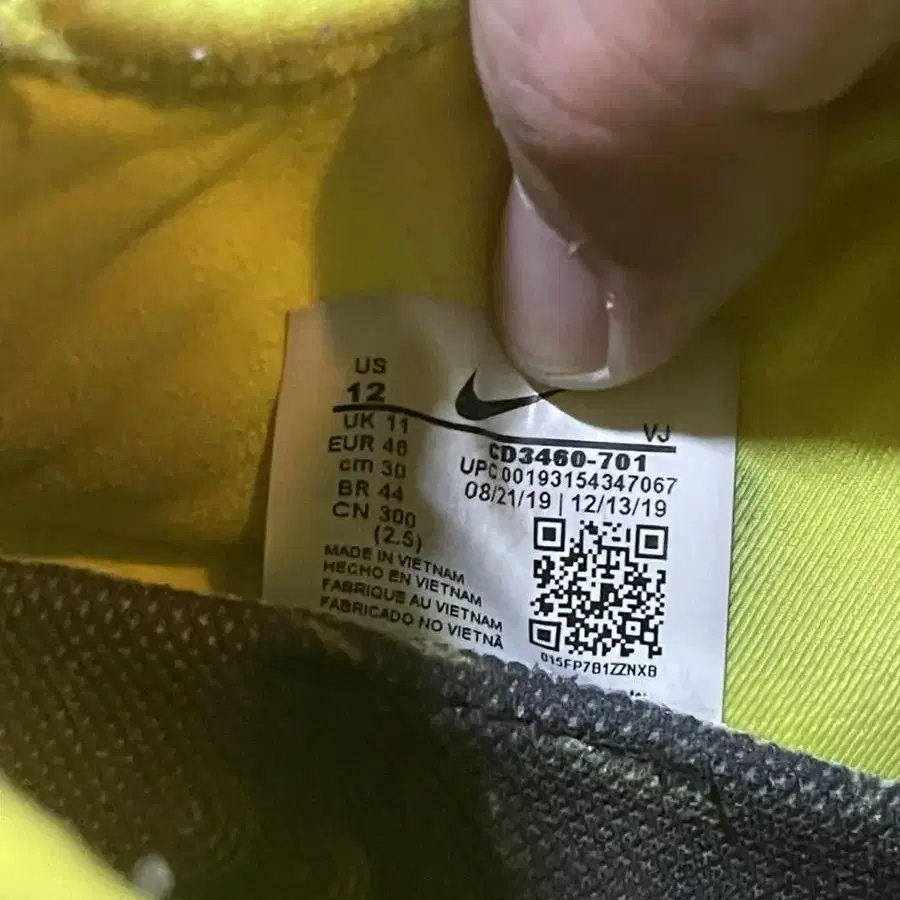 US
12
UK 11
EUR 46
cm 30
BR 44
CN 300
(2.5)
VJ
CD3460-701
UPC 00193154347067
08/21/19 | 12/13/19
MADE IN VIETNAM
HECHO EN VIETNAM
FABRIQUE AU VIETNAM
FABRICADO NO VIETNÃ
015FP7B1ZZNXB